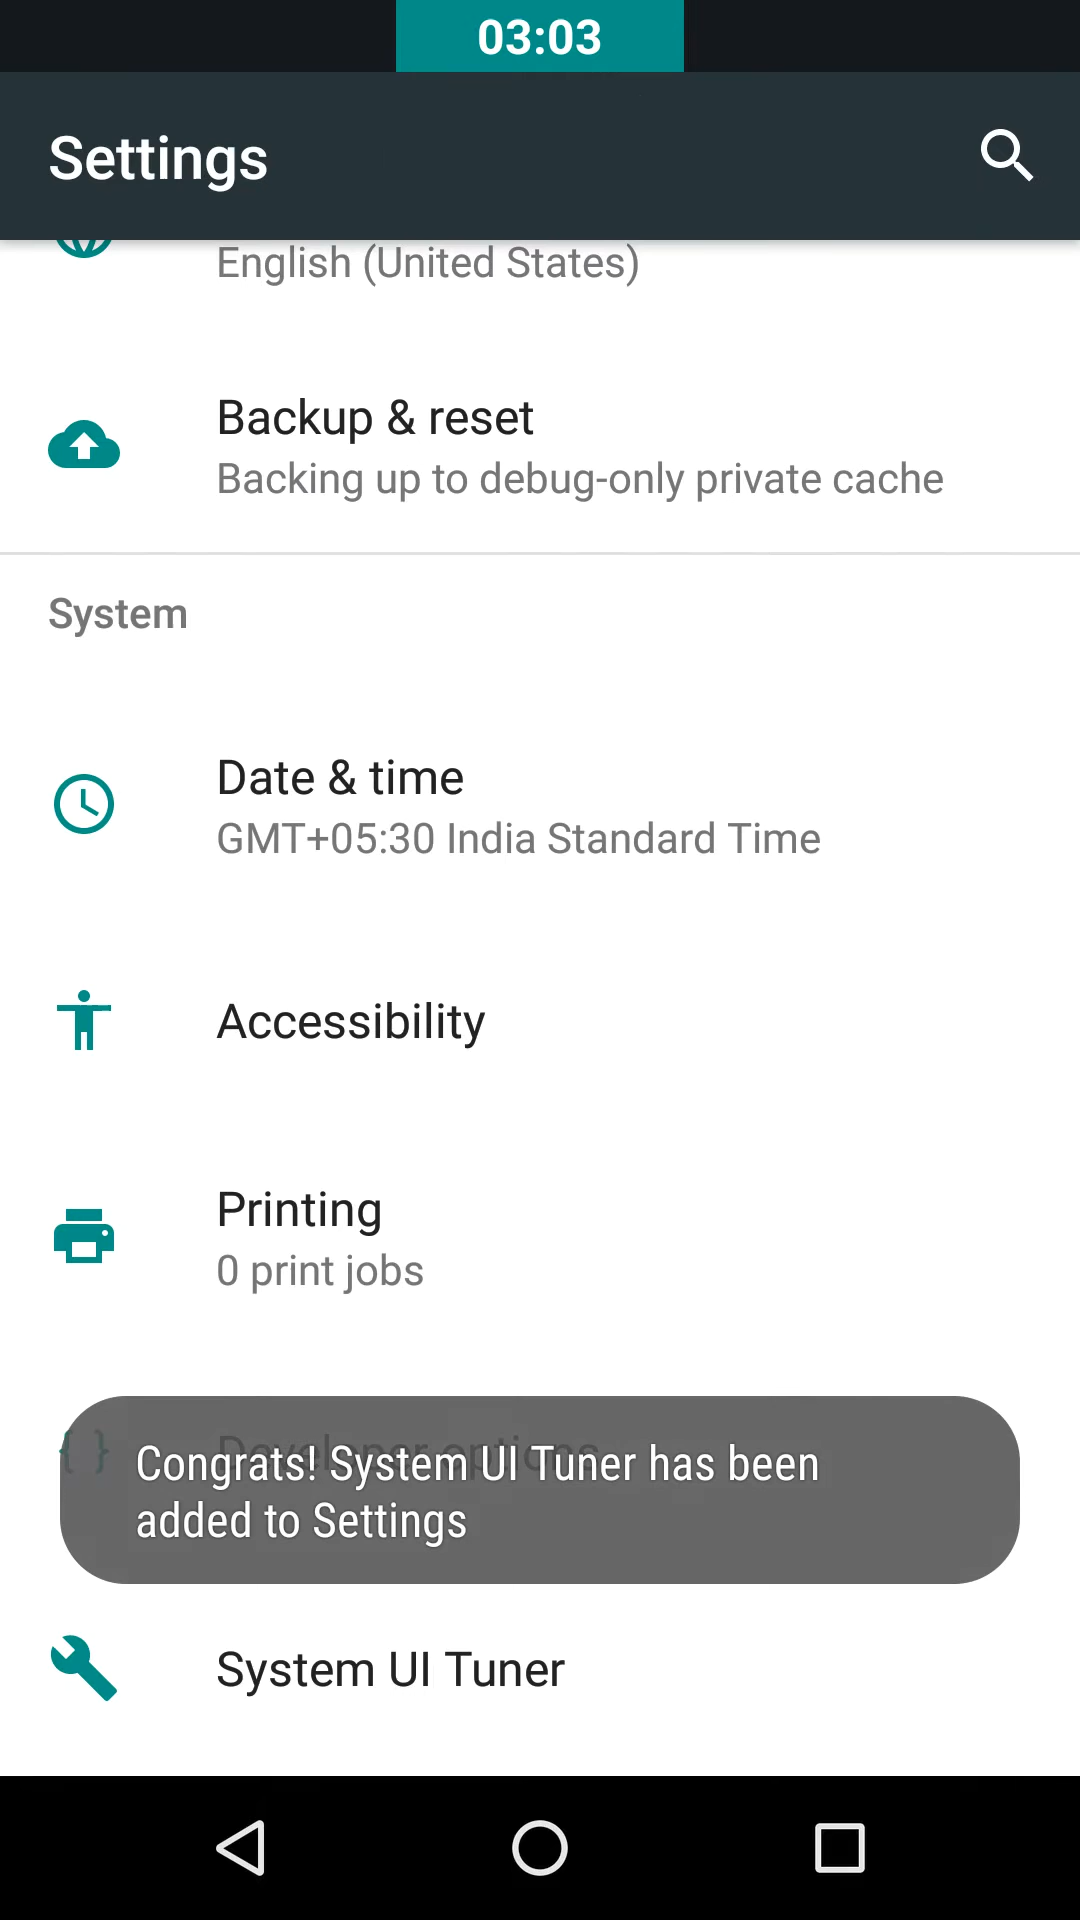 03:03
Settings
English (United States)
Backup & reset
Backing up to debug-only private cache
System
Date & time
GMT+05:30 India Standard Time
Accessibility
Printing
0 print jobs
Developer options
Congrats! System UI Tuner has been
added to Settings
System UI Tuner